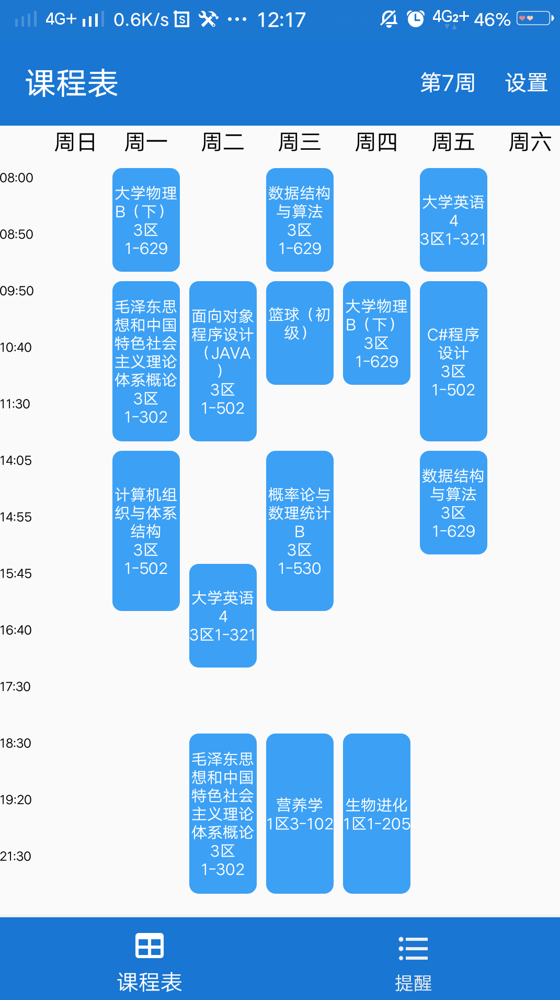 4G+ 0.6K/s S ··· 12:17 4G2+ 46%
课程表 第7周 设置
周日 周一 周二 周三 周四 周五 周六
08:00
大学物理
B（下）
3区
1-629
数据结构
与算法
3区
1-629
大学英语
4
3区1-321
08:50
09:50
毛泽东思
想和中国
特色社会
主义理论
体系概论
3区
1-302
面向对象
程序设计
（JAVA
）
3区
1-502
篮球（初
级）
大学物理
B（下）
3区
1-629
C#程序
设计
3区
1-502
10:40
11:30
14:05
计算机组
织与体系
结构
3区
1-502
概率论与
数理统计
B
3区
1-530
数据结构
与算法
3区
1-629
14:55
15:45
大学英语
4
3区1-321
16:40
17:30
18:30
毛泽东思
想和中国
特色社会
主义理论
体系概论
3区
1-302
营养学
1区3-102
生物进化
1区1-205
19:20
21:30
课程表
提醒